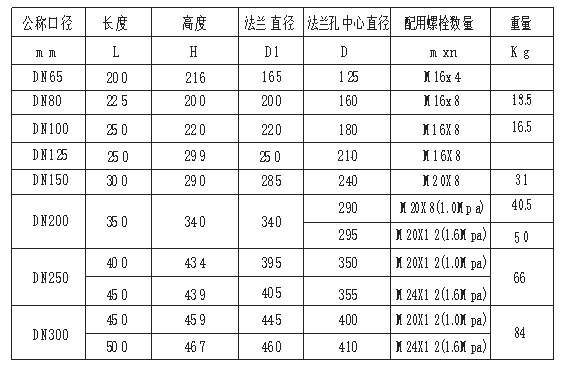 公称口径 长度 高度 法兰直径 法兰孔中心直径 配用螺栓数量 重量
mm L H D1 D mxn Kg
DN65 200 216 165 125 M16x4
DN80 225 200 200 160 M16x8 13.5
DN100 250 220 220 180 M16X8 16.5
DN125 250 299 250 210 M16X8
DN150 300 290 285 240 M20X8 31
DN200 350 340 340 290 M20X8(1.0Mpa) 40.5
295 M20X12(1.6Mpa) 50
DN250 400 434 395 350 M20X12(1.0Mpa) 66
450 439 405 355 M24X12(1.6Mpa)
DN300 450 459 445 400 M20X12(1.0Mpa) 84
500 467 460 410 M24X12(1.6Mpa)